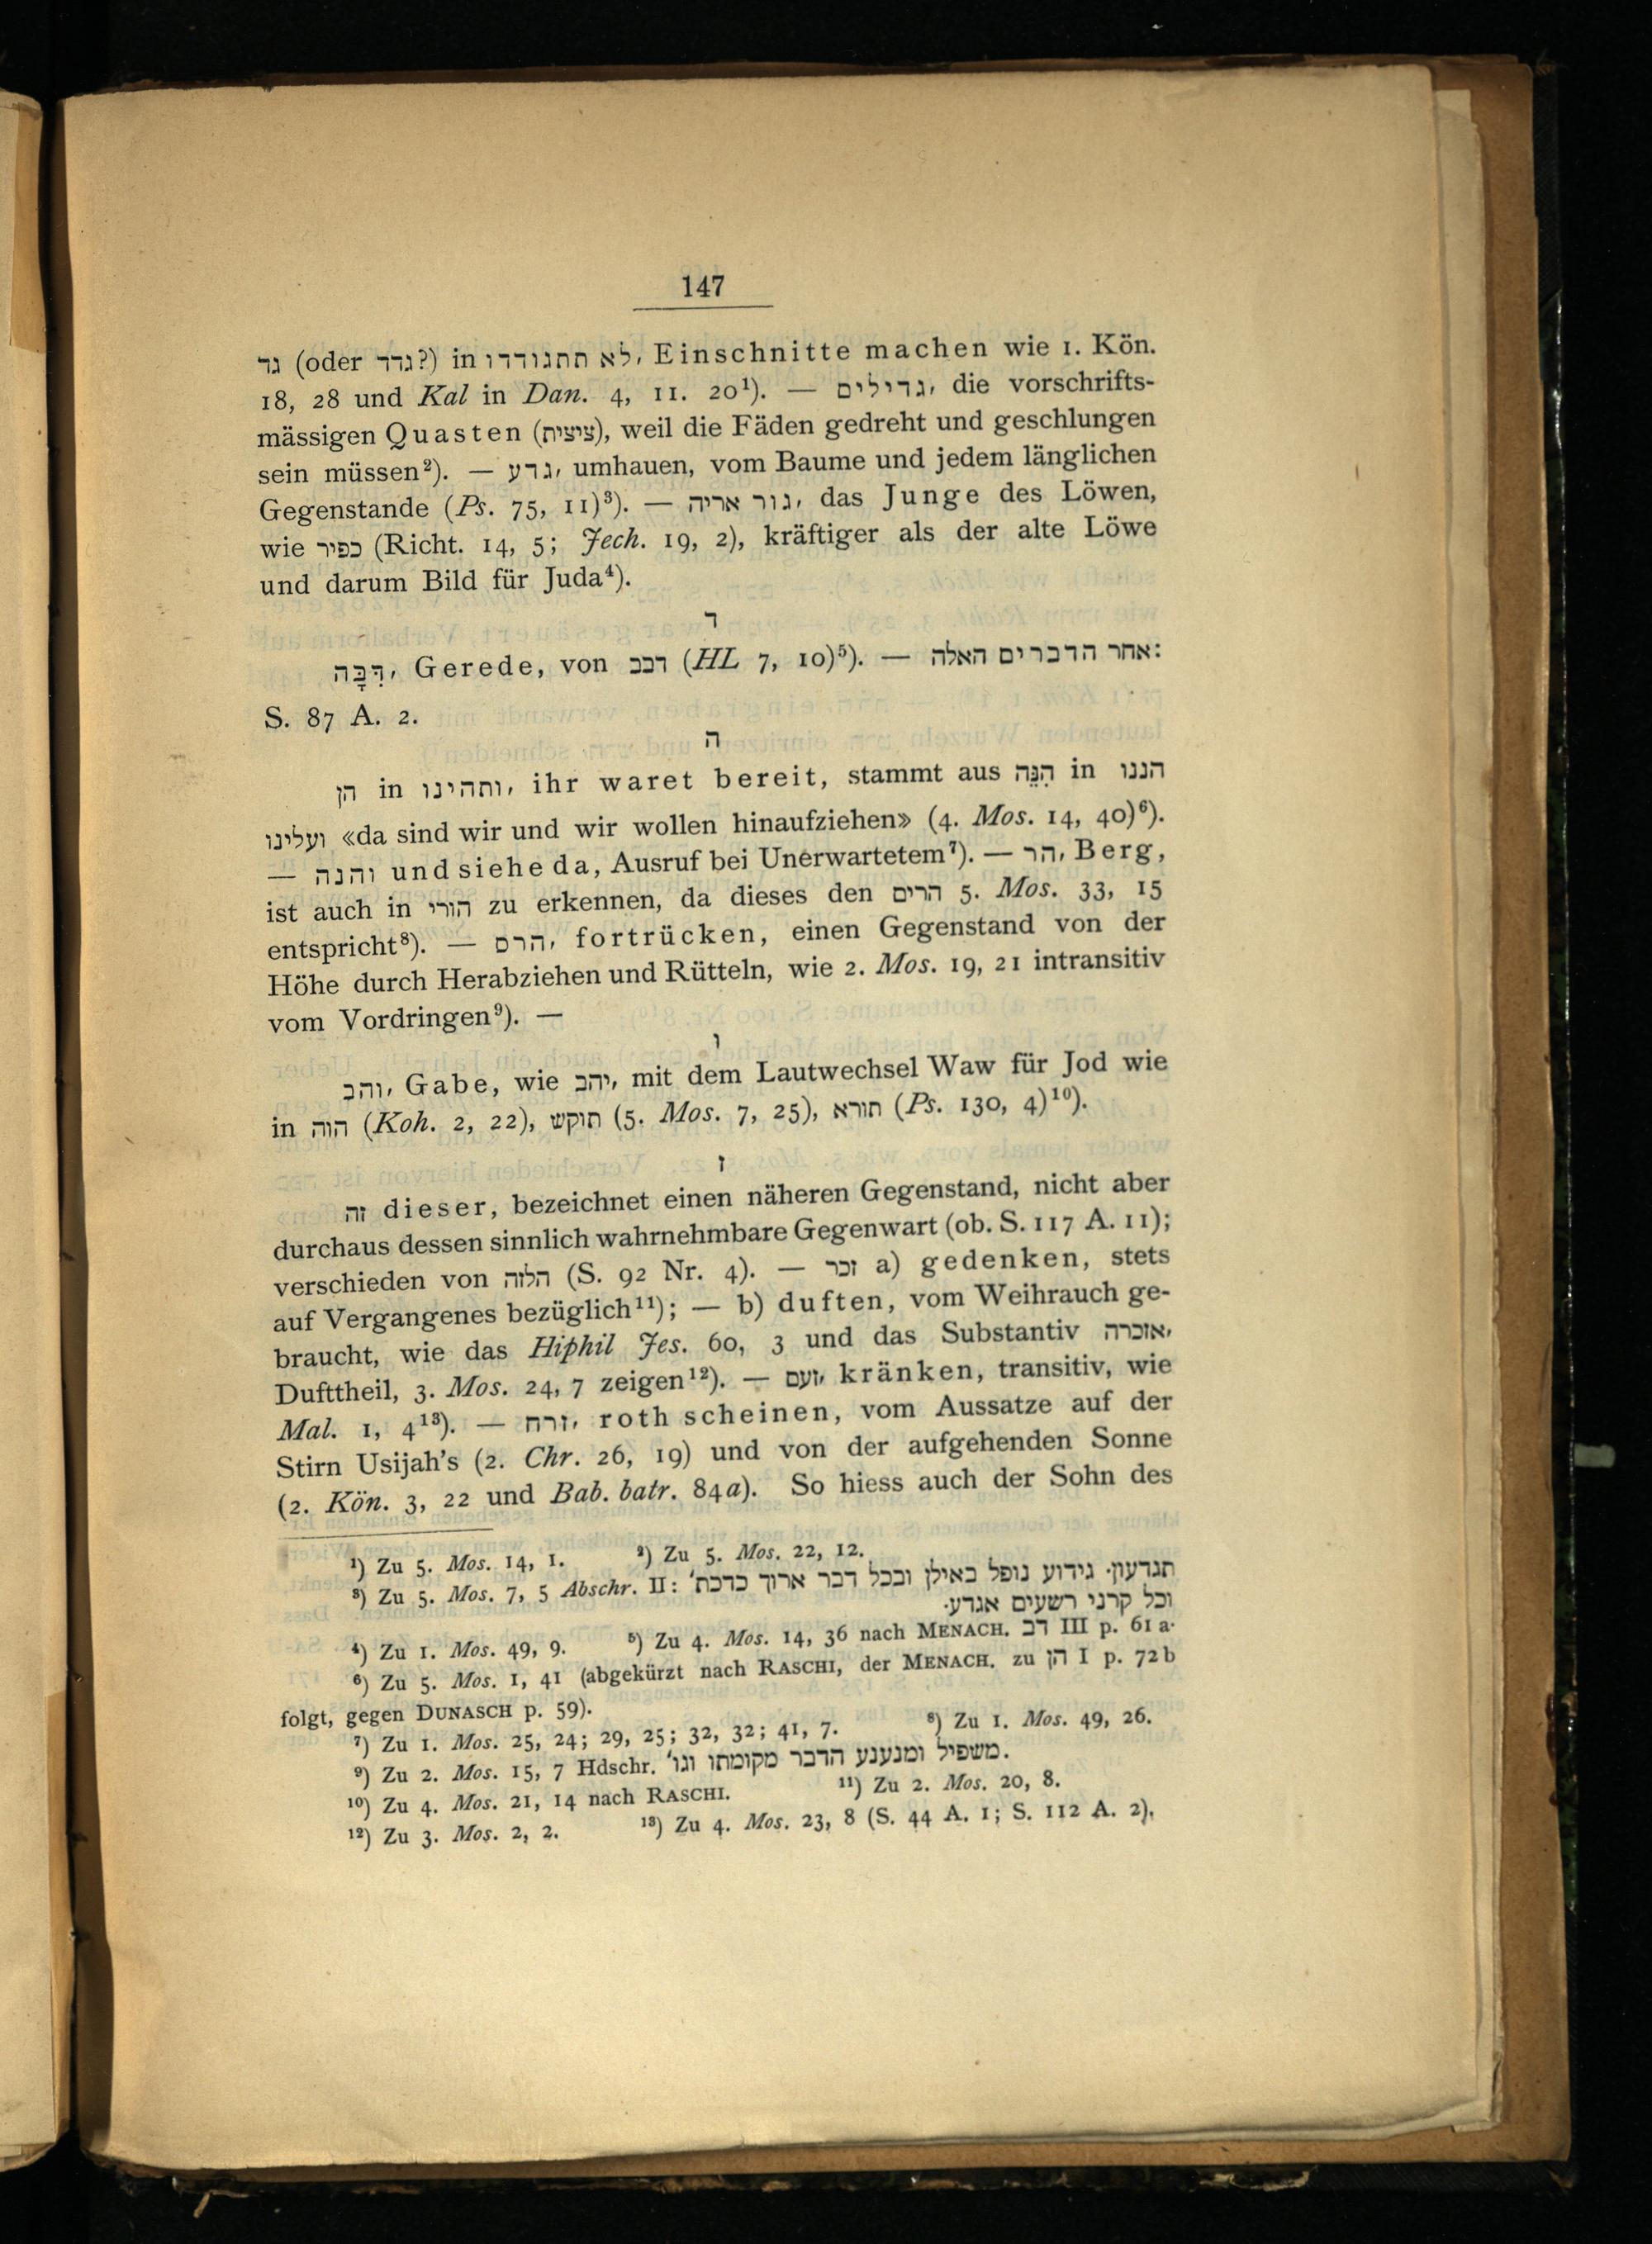 147
גד (oder גדד?) in לא תתגודדו, Einschnitte machen wie 1. Kön.
18, 28 und Kal in Dan. 4, 11. 20¹). — גדילים, die vorschrifts-
mässigen Quasten (ציצית), weil die Fäden gedreht und geschlungen
sein müssen²). — גדע, umhauen, vom Baume und jedem länglichen
Gegenstande (Ps. 75, 11)³). — גור אריה, das Junge des Löwen,
wie כפיר (Richt. 14, 5; Jech. 19, 2), kräftiger als der alte Löwe
und darum Bild für Juda⁴).
ד
דִּבָּה, Gerede, von דבב (HL 7, 10)⁵). — אחר הדברים האלה:
S. 87 A. 2.
ה
הן in ותהינו, ihr waret bereit, stammt aus הִנֵּה in הננו
ועלינו «da sind wir und wir wollen hinaufziehen» (4. Mos. 14, 40)⁶).
— והנה und siehe da, Ausruf bei Unerwartetem⁷). — הר, Berg,
ist auch in הורי zu erkennen, da dieses den הרים 5. Mos. 33, 15
entspricht⁸). — הרס, fortrücken, einen Gegenstand von der
Höhe durch Herabziehen und Rütteln, wie 2. Mos. 19, 21 intransitiv
vom Vordringen⁹). —
ו
והב, Gabe, wie יהב, mit dem Lautwechsel Waw für Jod wie
in הוה (Koh. 2, 22), תוקש (5. Mos. 7, 25), תורא (Ps. 130, 4)¹⁰).
ז
זה dieser, bezeichnet einen näheren Gegenstand, nicht aber
durchaus dessen sinnlich wahrnehmbare Gegenwart (ob. S. 117 A. 11);
verschieden von הלזה (S. 92 Nr. 4). — זכר a) gedenken, stets
auf Vergangenes bezüglich¹¹); — b) duften, vom Weihrauch ge-
braucht, wie das Hiphil Jes. 60, 3 und das Substantiv אזכרה,
Dufttheil, 3. Mos. 24, 7 zeigen¹²). — זעם, kränken, transitiv, wie
Mal. 1, 4¹³). — זרח, roth scheinen, vom Aussatze auf der
Stirn Usijah's (2. Chr. 26, 19) und von der aufgehenden Sonne
(2. Kön. 3, 22 und Bab. batr. 84a). So hiess auch der Sohn des
¹) Zu 5. Mos. 14, 1. ²) Zu 5. Mos. 22, 12.
³) Zu 5. Mos. 7, 5 Abschr. II: תגדעון. גידוע נופל באילן ובכל דבר ארוך כדכת'
וכל קרני רשעים אגדע.
⁴) Zu 1. Mos. 49, 9. ⁵) Zu 4. Mos. 14, 36 nach MENACH. דב III p. 61 a.
⁶) Zu 5. Mos. 1, 41 (abgekürzt nach RASCHI, der MENACH. zu הן I p. 72 b
folgt, gegen DUNASCH p. 59).
⁷) Zu 1. Mos. 25, 24; 29, 25; 32, 32; 41, 7. ⁸) Zu 1. Mos. 49, 26.
⁹) Zu 2. Mos. 15, 7 Hdschr. משפיל ומנענע הדבר מקומתו וגו'.
¹⁰) Zu 4. Mos. 21, 14 nach RASCHI. ¹¹) Zu 2. Mos. 20, 8.
¹²) Zu 3. Mos. 2, 2. ¹³) Zu 4. Mos. 23, 8 (S. 44 A. 1; S. 112 A. 2).